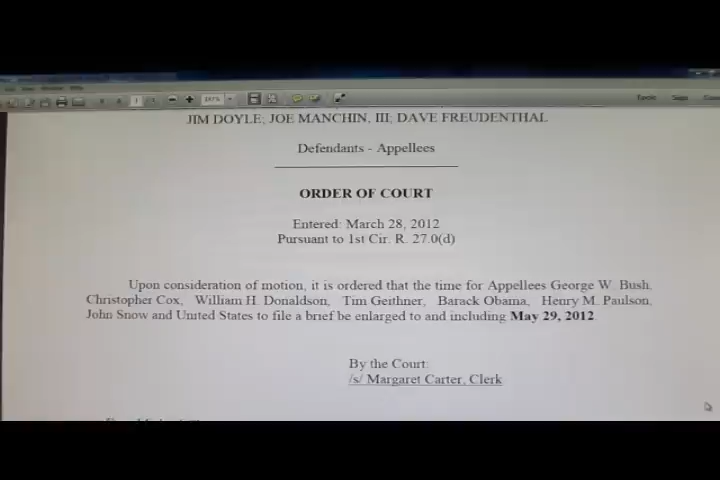 JIM DOYLE; JOE MANCHIN, III; DAVE FREUDENTHAL
Defendants - Appellees
ORDER OF COURT
Entered: March 28, 2012
Pursuant to 1st Cir. R. 27.0(d)
Upon consideration of motion, it is ordered that the time for Appellees George W. Bush,
Christopher Cox, William H. Donaldson, Tim Geithner, Barack Obama, Henry M. Paulson,
John Snow and United States to file a brief be enlarged to and including May 29, 2012.
By the Court:
/s/ Margaret Carter, Clerk